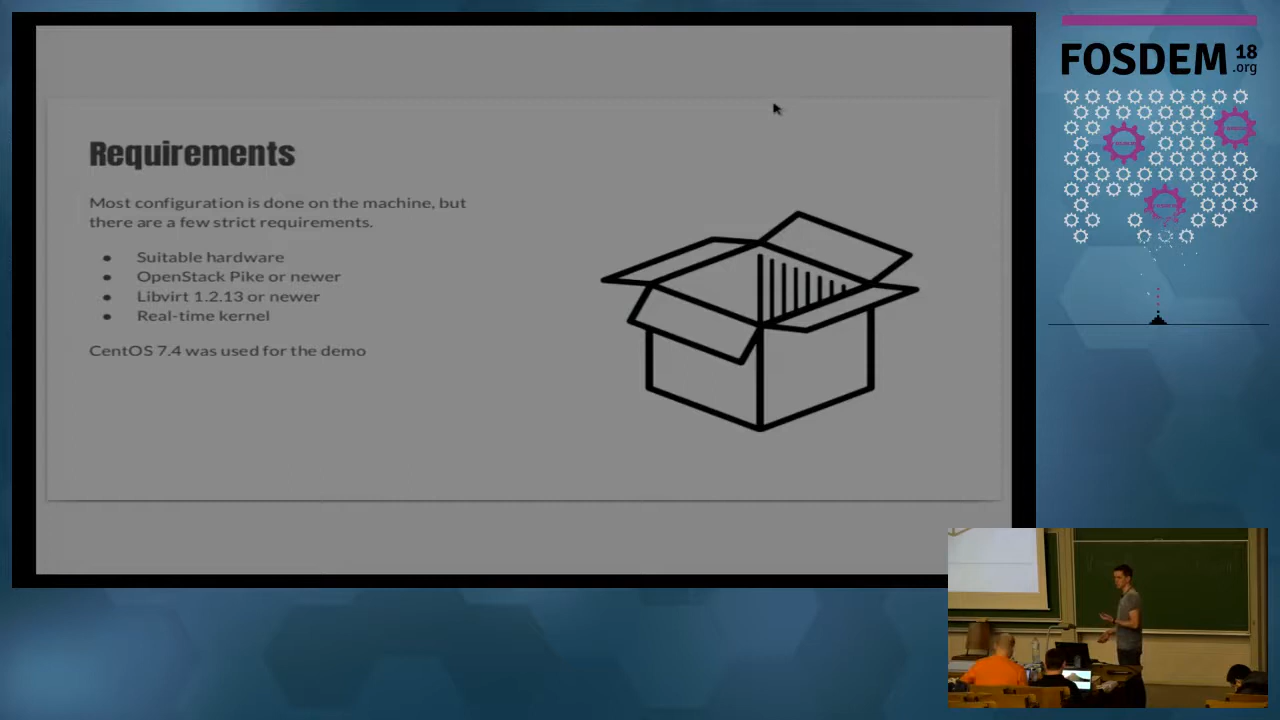 FOSDEM 18
.org
Requirements
Most configuration is done on the machine, but
there are a few strict requirements.
● Suitable hardware
● OpenStack Pike or newer
● Libvirt 1.2.13 or newer
● Real-time kernel
CentOS 7.4 was used for the demo